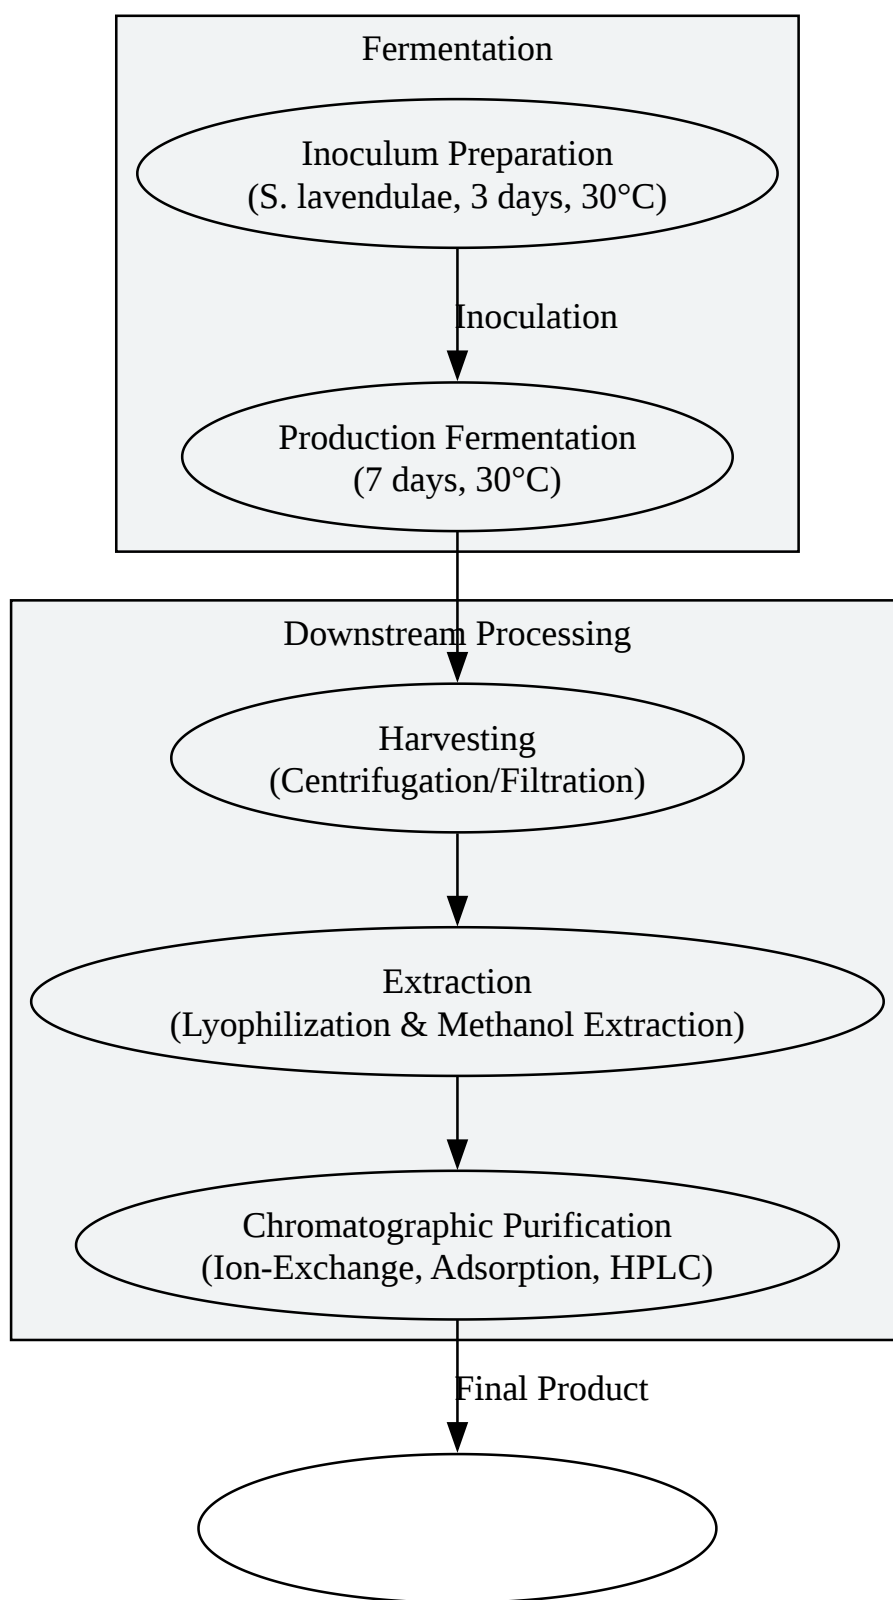 Fermentation
Inoculum Preparation
(S. lavendulae, 3 days, 30°C)
Inoculation
Production Fermentation
(7 days, 30°C)
Downstream Processing
Harvesting
(Centrifugation/Filtration)
Extraction
(Lyophilization & Methanol Extraction)
Chromatographic Purification
(Ion-Exchange, Adsorption, HPLC)
Final Product